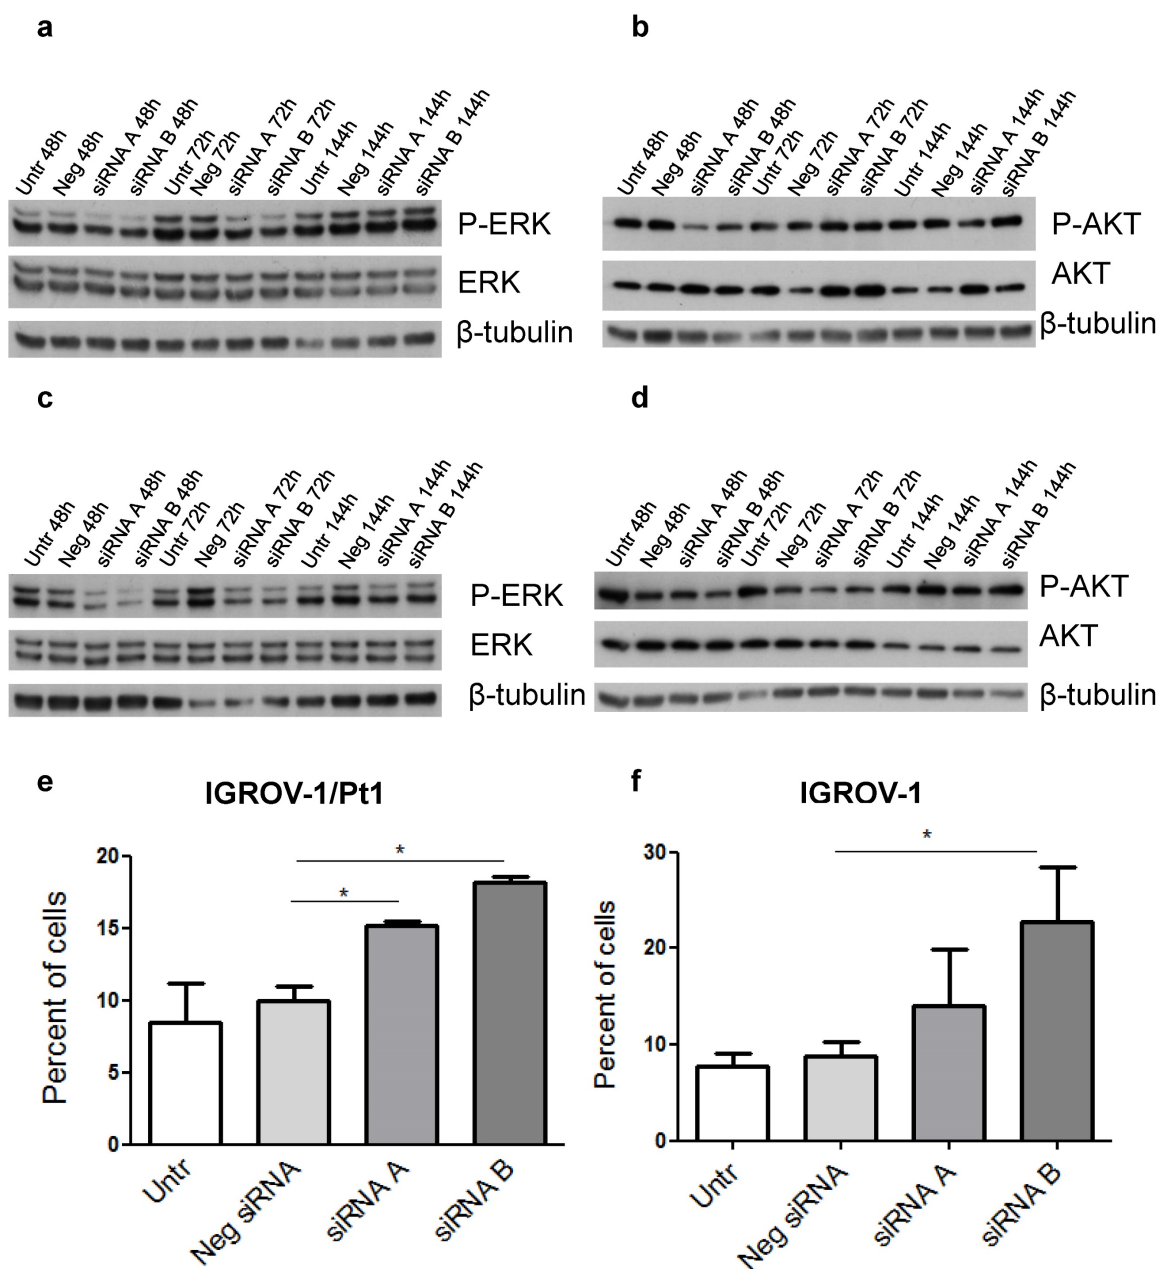 a
Untr 48h
Neg 48h
siRNA A 48h
siRNA B 48h
Untr 72h
Neg 72h
siRNA A 72h
siRNA B 72h
Untr 144h
Neg 144h
siRNA A 144h
siRNA B 144h
P-ERK
ERK
β-tubulin
b
Untr 48h
Neg 48h
siRNA A 48h
siRNA B 48h
Untr 72h
Neg 72h
siRNA A 72h
siRNA B 72h
Untr 144h
Neg 144h
siRNA A 144h
siRNA B 144h
P-AKT
AKT
β-tubulin
c
Untr 48h
Neg 48h
siRNA A 48h
siRNA B 48h
Untr 72h
Neg 72h
siRNA A 72h
siRNA B 72h
Untr 144h
Neg 144h
siRNA A 144h
siRNA B 144h
P-ERK
ERK
β-tubulin
d
Untr 48h
Neg 48h
siRNA A 48h
siRNA B 48h
Untr 72h
Neg 72h
siRNA A 72h
siRNA B 72h
Untr 144h
Neg 144h
siRNA A 144h
siRNA B 144h
P-AKT
AKT
β-tubulin
e
IGROV-1/Pt1
Percent of cells
20
15
10
5
0
*
*
Untr
Neg siRNA
siRNA A
siRNA B
f
IGROV-1
Percent of cells
30
20
10
0
*
Untr
Neg siRNA
siRNA A
siRNA B